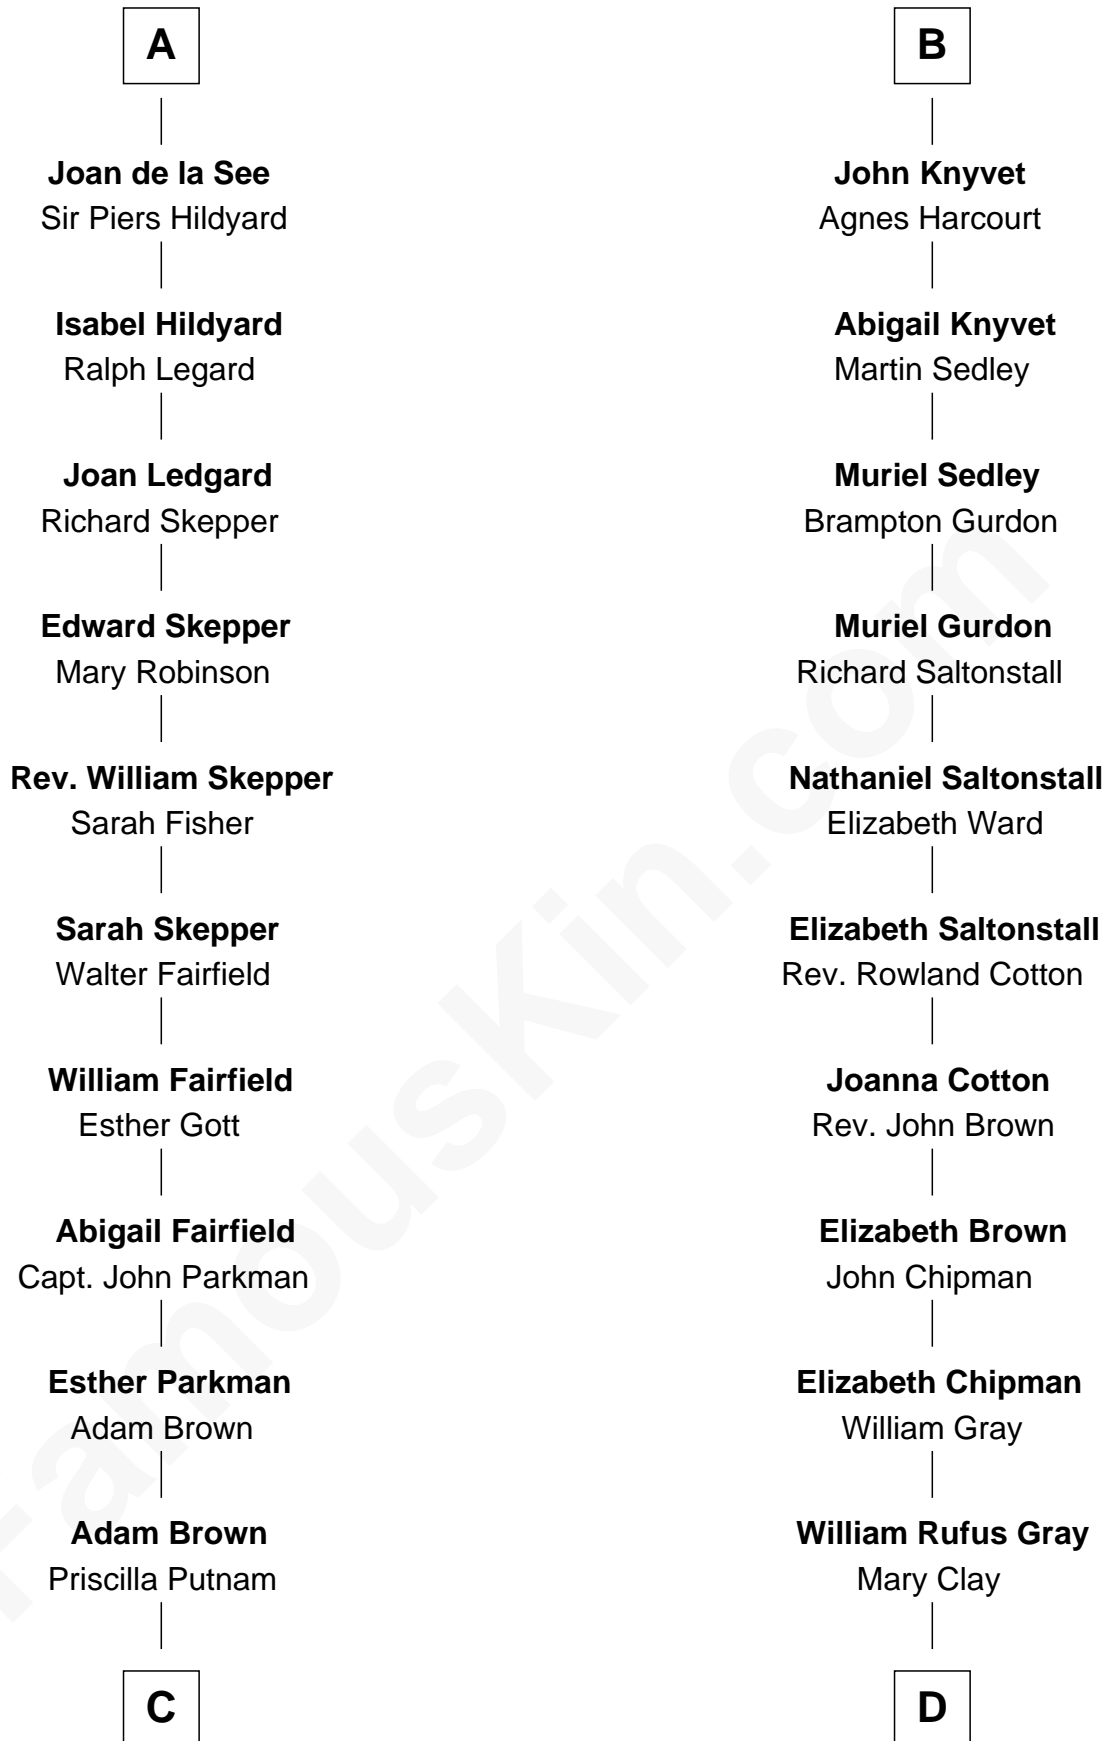 A
Joan de la See
Sir Piers Hildyard
Isabel Hildyard
Ralph Legard
Joan Ledgard
Richard Skepper
Edward Skepper
Mary Robinson
Rev. William Skepper
Sarah Fisher
Sarah Skepper
Walter Fairfield
William Fairfield
Esther Gott
Abigail Fairfield
Capt. John Parkman
Esther Parkman
Adam Brown
Adam Brown
Priscilla Putnam
C
B
John Knyvet
Agnes Harcourt
Abigail Knyvet
Martin Sedley
Muriel Sedley
Brampton Gurdon
Muriel Gurdon
Richard Saltonstall
Nathaniel Saltonstall
Elizabeth Ward
Elizabeth Saltonstall
Rev. Rowland Cotton
Joanna Cotton
Rev. John Brown
Elizabeth Brown
John Chipman
Elizabeth Chipman
William Gray
William Rufus Gray
Mary Clay
D
FamousKin.com